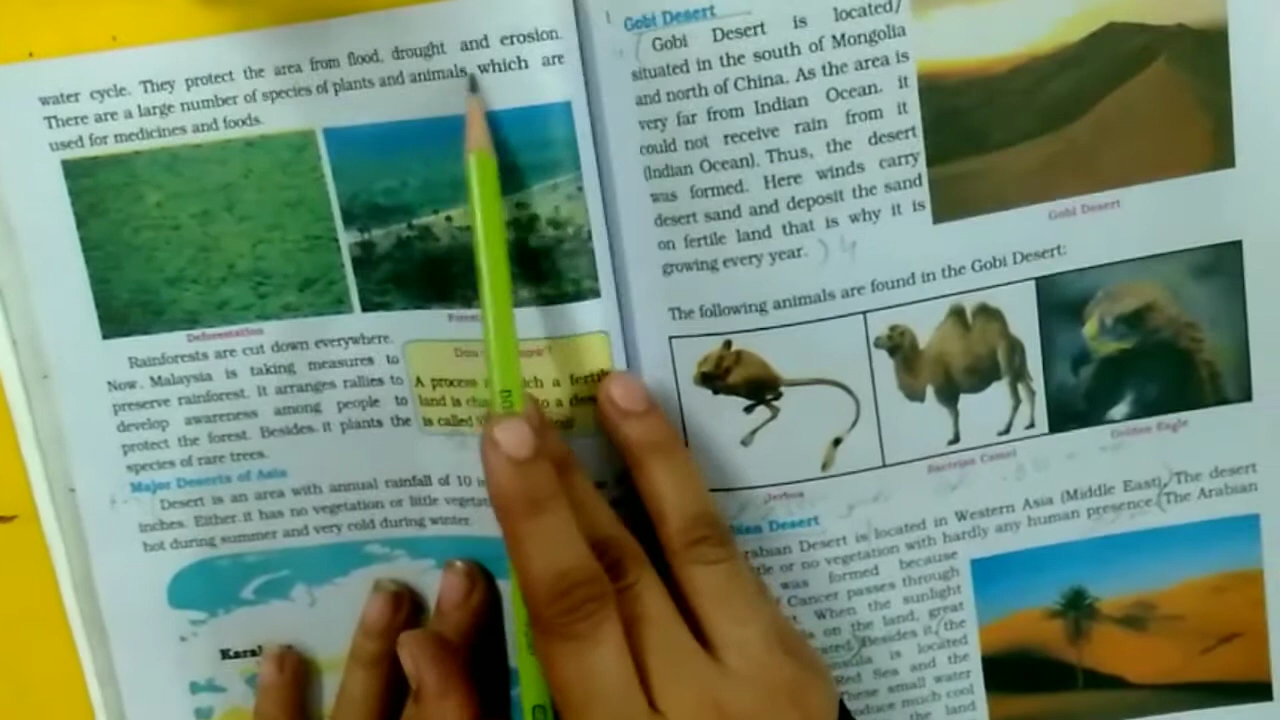 water cycle. They protect the area from flood, drought and erosion.
There are a large number of species of plants and animals, which are
used for medicines and foods.
Deforestation
Rainforests are cut down everywhere.
Now, Malaysia is taking measures to
preserve rainforest. It arranges rallies to
develop awareness among people to
protect the forest. Besides, it plants the
species of rare trees.
A process
land is
is called
Major Deserts of Asia
Desert is an area with annual rainfall of 10
inches. Either it has no vegetation or little
hot during summer and very cold during winter.
Gobi Desert
Gobi Desert is located/
situated in the south of Mongolia
and north of China. As the area is
very far from Indian Ocean. It
could not receive rain from it
(Indian Ocean). Thus, the desert
was formed. Here winds carry
desert sand and deposit the sand
on fertile land that is why it is
growing every year.
Gobi Desert
The following animals are found in the Gobi Desert:
Jerboa
Bactrian Camel
Golden Eagle
Desert
Desert is located in Western Asia (Middle East). The desert
or no vegetation with hardly any human presence. The Arabian
was formed because
Cancer passes through
When the sunlight
on the land, great
Besides it, the
is located
Red Sea and the
These small water
much cool
the land